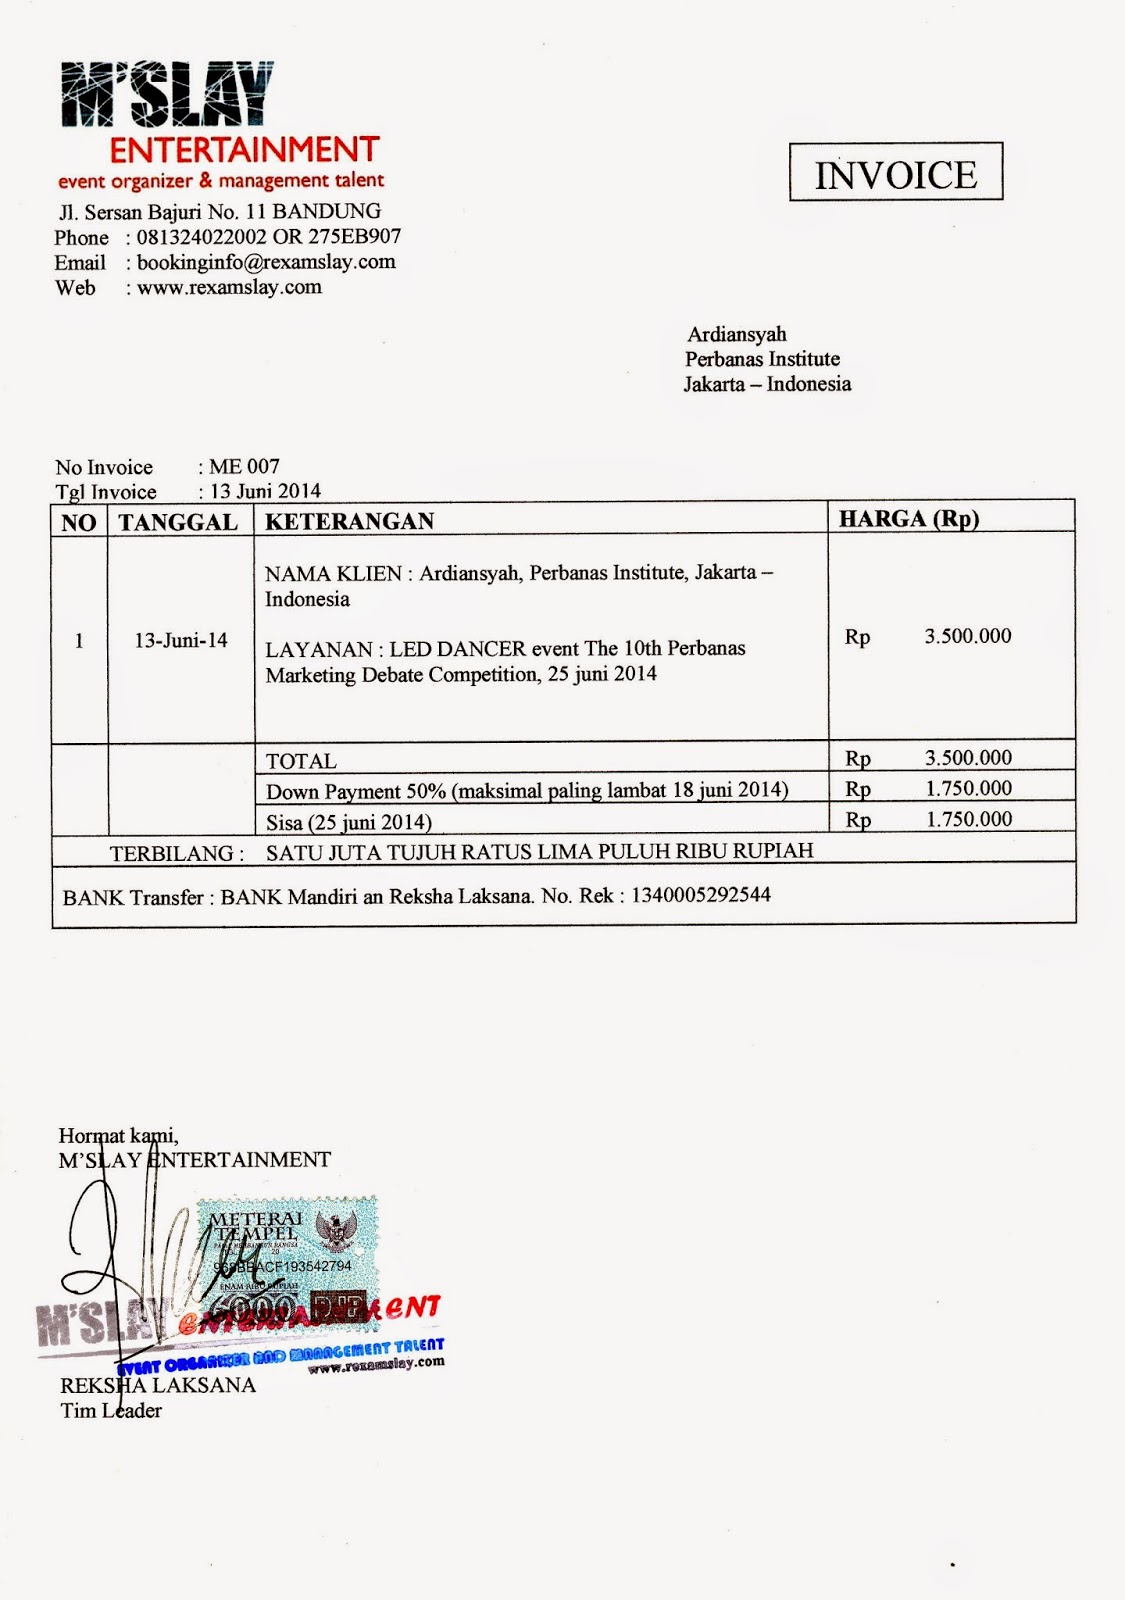 M'SLAY
ENTERTAINMENT
event organizer & management talent
Jl. Sersan Bajuri No. 11 BANDUNG
Phone : 081324022002 OR 275EB907
Email : bookinginfo@rexamslay.com
Web : www.rexamslay.com
INVOICE
Ardiansyah
Perbanas Institute
Jakarta – Indonesia
No Invoice : ME 007
Tgl Invoice : 13 Juni 2014
NO TANGGAL KETERANGAN HARGA (Rp)
NAMA KLIEN : Ardiansyah, Perbanas Institute, Jakarta –
Indonesia
1 13-Juni-14 Rp 3.500.000
LAYANAN : LED DANCER event The 10th Perbanas
Marketing Debate Competition, 25 juni 2014
TOTAL Rp 3.500.000
Down Payment 50% (maksimal paling lambat 18 juni 2014) Rp 1.750.000
Sisa (25 juni 2014) Rp 1.750.000
TERBILANG : SATU JUTA TUJUH RATUS LIMA PULUH RIBU RUPIAH
BANK Transfer : BANK Mandiri an Reksha Laksana. No. Rek : 1340005292544
Hormat kami,
M'SLAY ENTERTAINMENT
METERAI
TEMPEL
20
ACF193542794
ENAM RIBU RUPIAH
6000 DJP
M'SLAY ENTERTAINMENT
EVENT ORGANIZER AND MANAGEMENT TALENT
www.rexamslay.com
REKSHA LAKSANA
Tim Leader